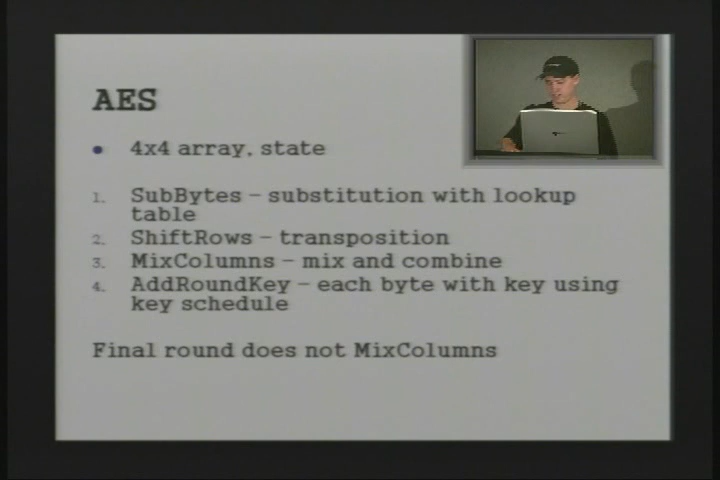 AES
• 4x4 array, state
1. SubBytes – substitution with lookup
table
2. ShiftRows – transposition
3. MixColumns – mix and combine
4. AddRoundKey – each byte with key using
key schedule
Final round does not MixColumns